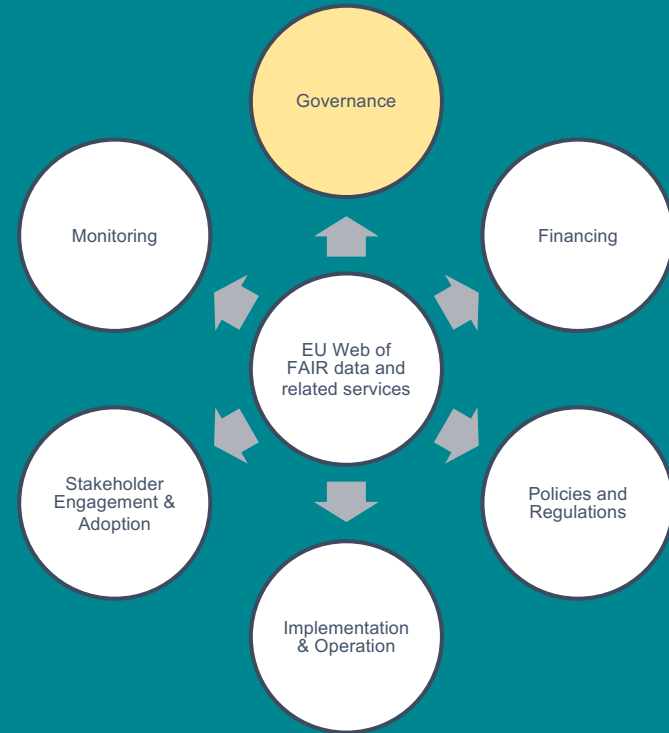 Governance
Monitoring
Financing
EU Web of
FAIR data and
related services
Stakeholder
Engagement &
Adoption
Policies and
Regulations
Implementation
& Operation